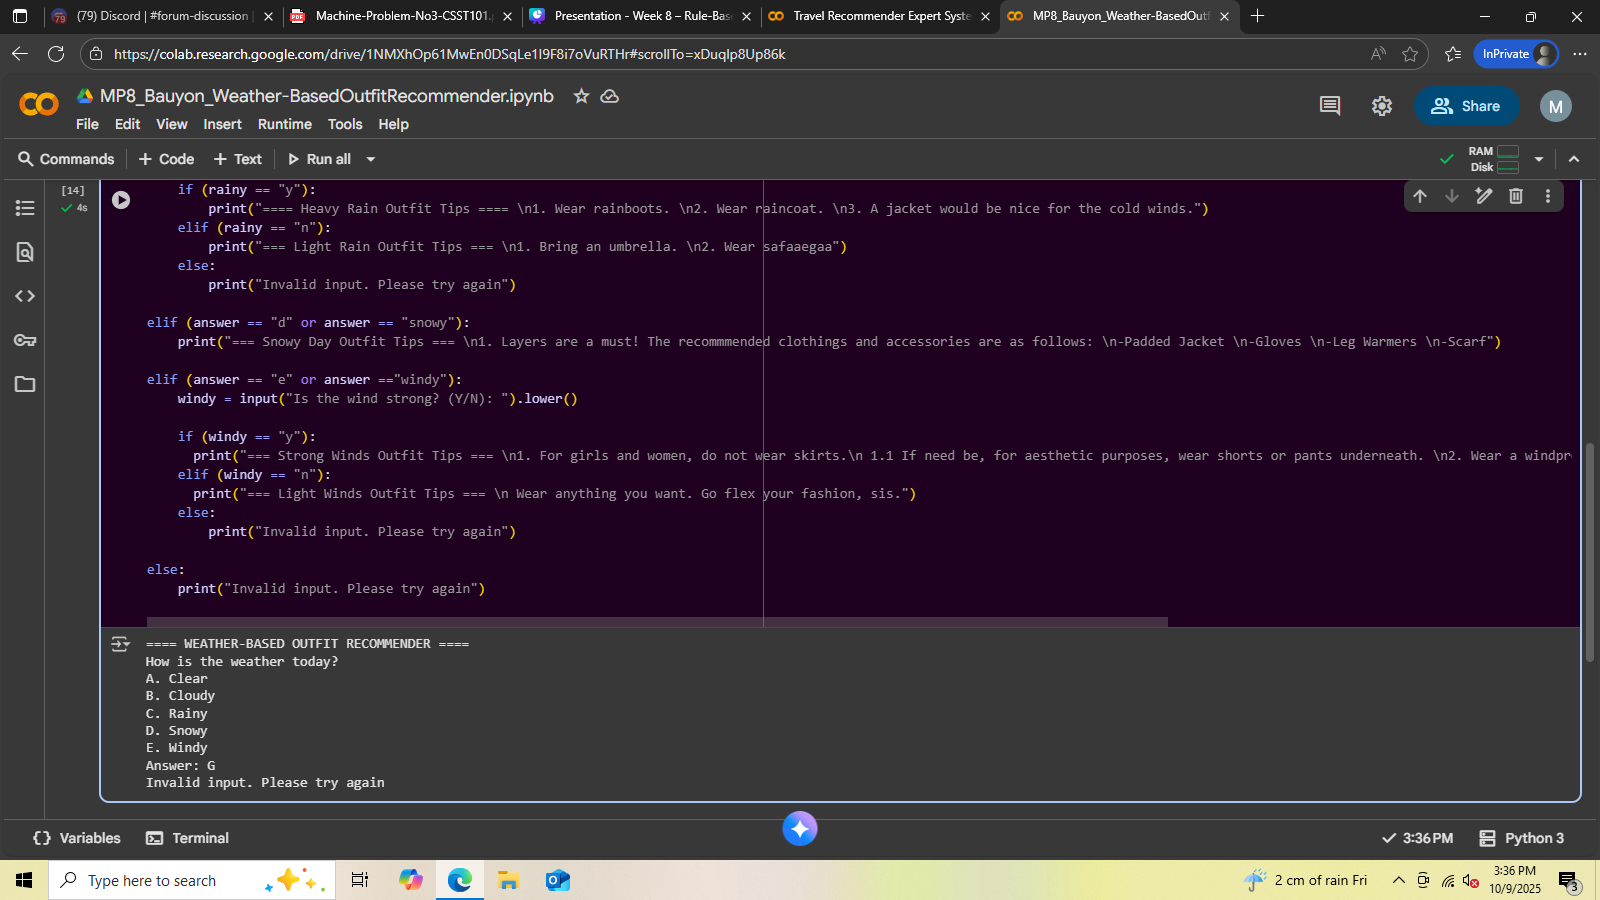 (79) Discord | #forum-discussion
Machine-Problem-No3-CSST101.
Presentation - Week 8 – Rule-Bas
Travel Recommender Expert Syste
MP8_Bauyon_Weather-BasedOutf
https://colab.research.google.com/drive/1NMXhOp61MwEn0DSqLe1I9F8i7oVuRTHr#scrollTo=xDuqIp8Up86k
InPrivate
MP8_Bauyon_Weather-BasedOutfitRecommender.ipynb
File Edit View Insert Runtime Tools Help
Share
M
Commands + Code + Text Run all
RAM
Disk
[14]
4s
if (rainy == "y"):
print("==== Heavy Rain Outfit Tips ==== \n1. Wear rainboots. \n2. Wear raincoat. \n3. A jacket would be nice for the cold winds.")
elif (rainy == "n"):
print("=== Light Rain Outfit Tips === \n1. Bring an umbrella. \n2. Wear safaaegaa")
else:
print("Invalid input. Please try again")
elif (answer == "d" or answer == "snowy"):
print("=== Snowy Day Outfit Tips === \n1. Layers are a must! The recommmended clothings and accessories are as follows: \n-Padded Jacket \n-Gloves \n-Leg Warmers \n-Scarf")
elif (answer == "e" or answer =="windy"):
windy = input("Is the wind strong? (Y/N): ").lower()
if (windy == "y"):
print("=== Strong Winds Outfit Tips === \n1. For girls and women, do not wear skirts.\n 1.1 If need be, for aesthetic purposes, wear shorts or pants underneath. \n2. Wear a windpr
elif (windy == "n"):
print("=== Light Winds Outfit Tips === \n Wear anything you want. Go flex your fashion, sis.")
else:
print("Invalid input. Please try again")
else:
print("Invalid input. Please try again")
==== WEATHER-BASED OUTFIT RECOMMENDER ====
How is the weather today?
A. Clear
B. Cloudy
C. Rainy
D. Snowy
E. Windy
Answer: G
Invalid input. Please try again
Variables Terminal
3:36 PM Python 3
Type here to search
2 cm of rain Fri
3:36 PM
10/9/2025
3